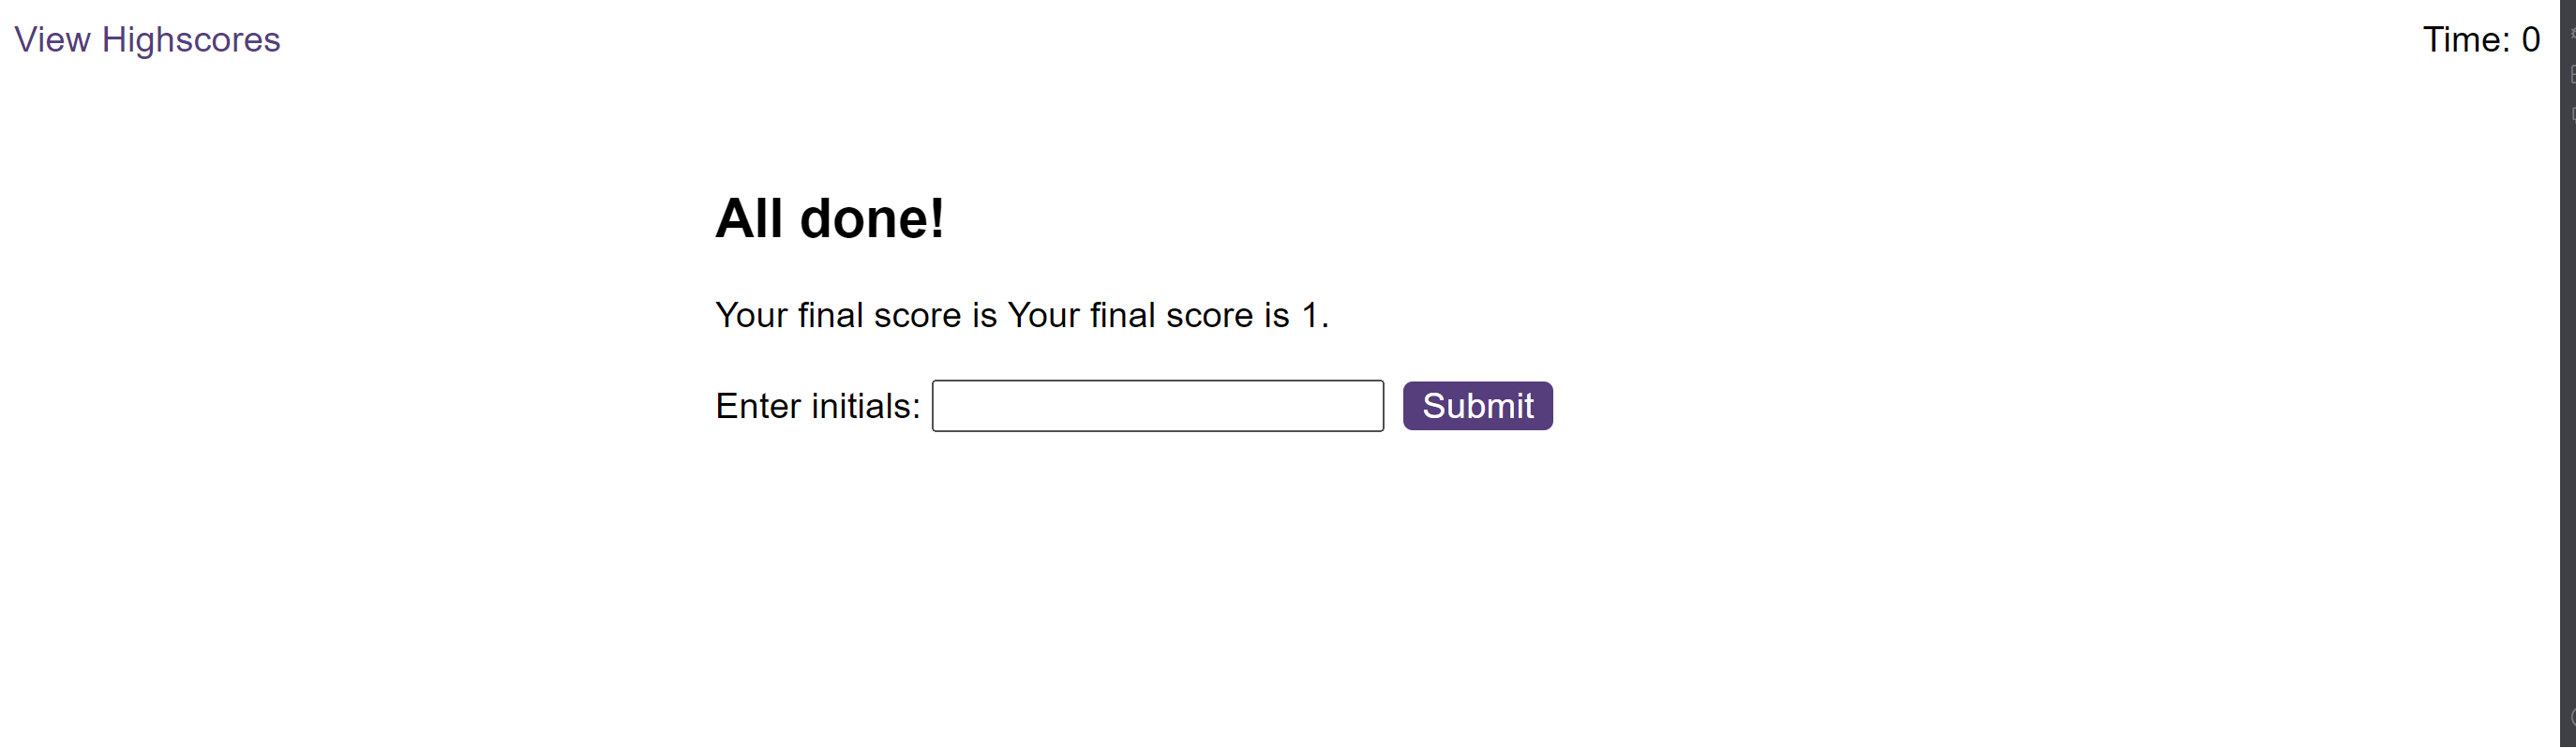 View Highscores
Time: 0
All done!
Your final score is Your final score is 1.
Enter initials: Submit